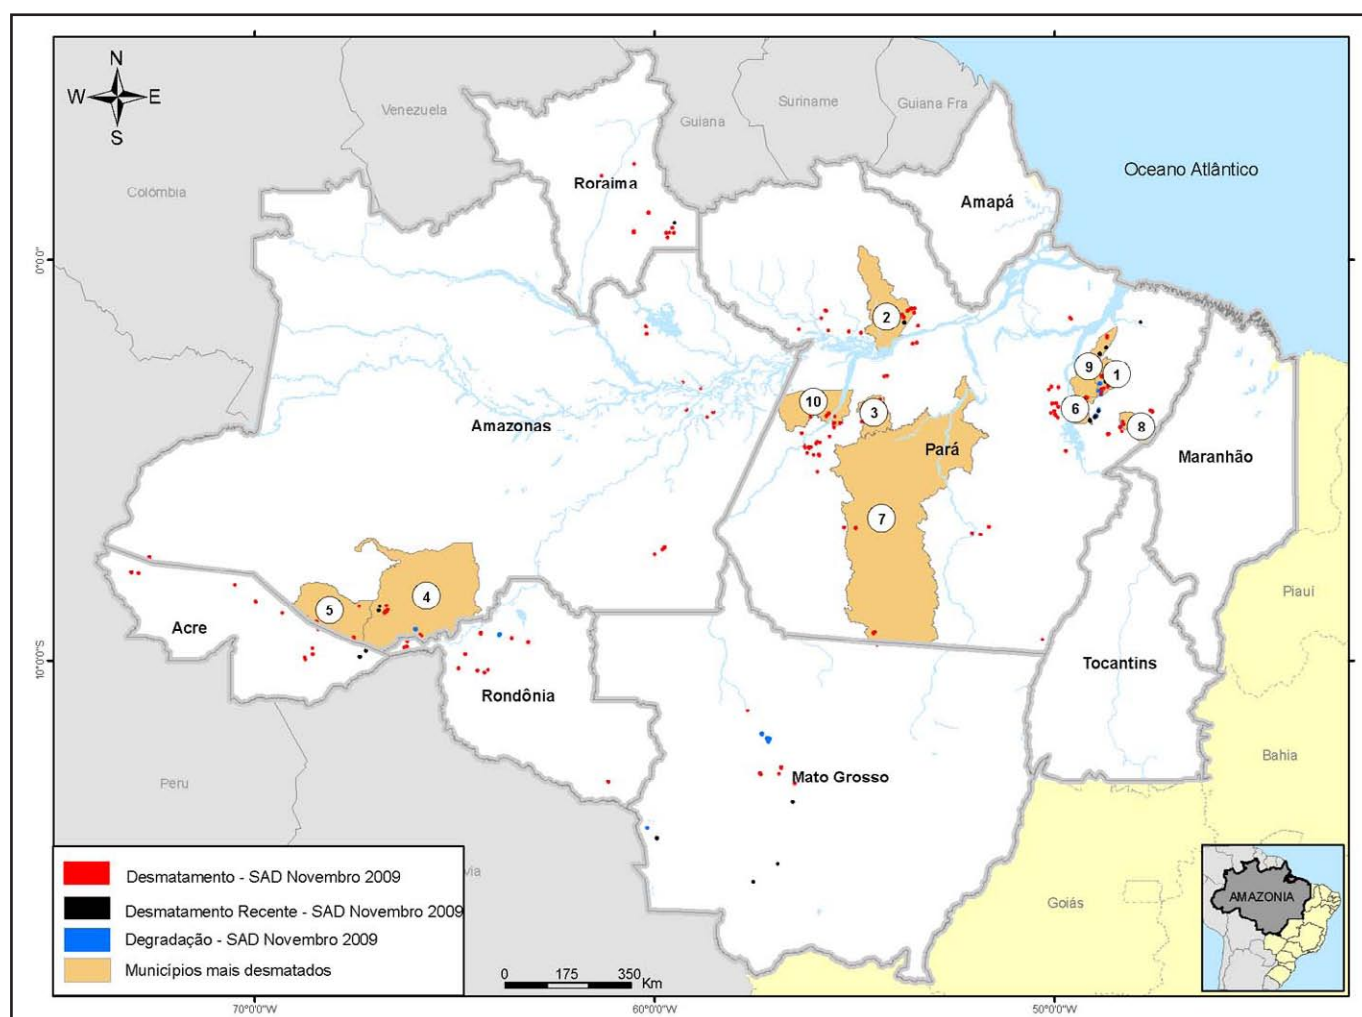 N
W E
S
Venezuela
Suriname
Guiana Fra
Guiana
Colômbia
Oceano Atlântico
Roraima
Amapá
0°0'0"
2
9
1
10
3
6
8
Amazonas
Pará
Maranhão
7
5
4
Piauí
Acre
Tocantins
10°0'0"S
Rondônia
Bahia
Mato Grosso
Peru
via
Goiás
Desmatamento - SAD Novembro 2009
Desmatamento Recente - SAD Novembro 2009
Degradação - SAD Novembro 2009
Municípios mais desmatados
0 175 350
Km
AMAZONIA
70°0'0"W
60°0'0"W
50°0'0"W